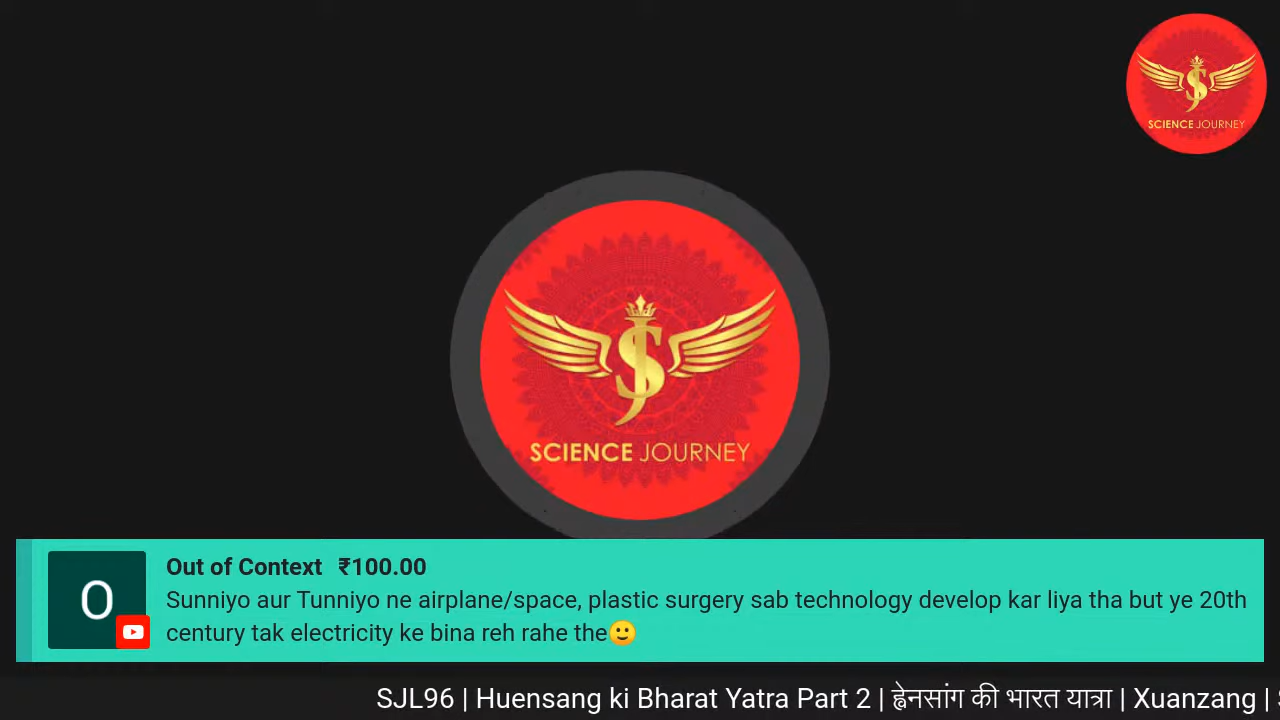 SCIENCE JOURNEY
SCIENCE JOURNEY
O
Out of Context ₹100.00
Sunniyo aur Tunniyo ne airplane/space, plastic surgery sab technology develop kar liya tha but ye 20th
century tak electricity ke bina reh rahe the🙂
SJL96 | Huensang ki Bharat Yatra Part 2 | ह्वेनसांग की भारत यात्रा | Xuanzang |